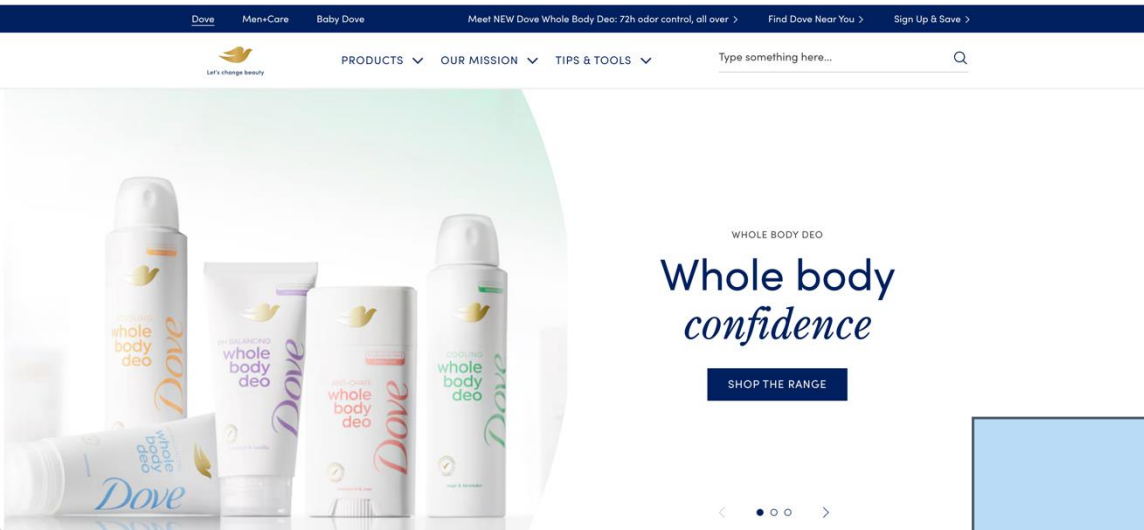 Dove Men+Care Baby Dove Meet NEW Dove Whole Body Deo: 72h odor control, all over Find Dove Near You Sign Up & Save
Let's change beauty
PRODUCTS OUR MISSION TIPS & TOOLS
Type something here...
WHOLE BODY DEO
Whole body
confidence
SHOP THE RANGE
whole
body
deo
Dove
PH BALANCING
whole
body
deo
Dove
whole
body
deo
Dove
COOLING
whole
body
deo
Dove
whole
body
deo
Dove